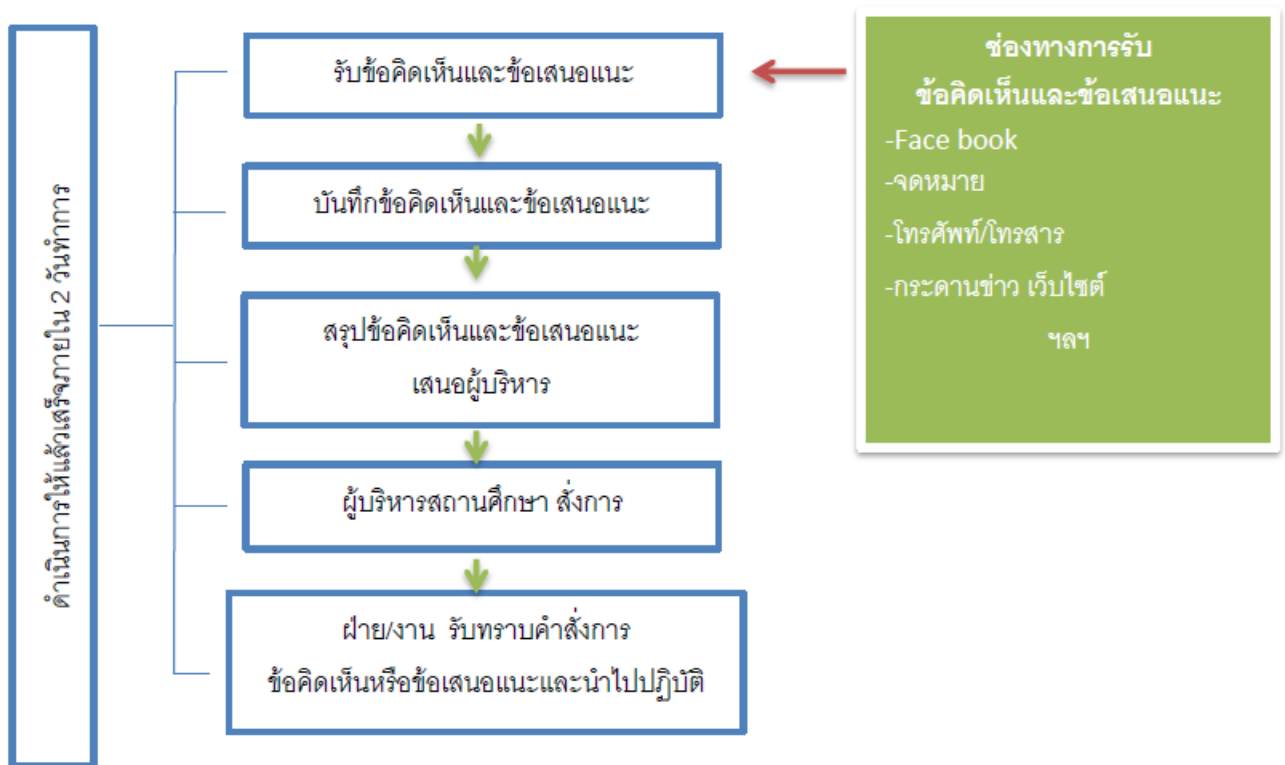 ดำเนินการให้แล้วเสร็จภายใน 2 วันทำการ
รับข้อคิดเห็นและข้อเสนอแนะ
บันทึกข้อคิดเห็นและข้อเสนอแนะ
สรุปข้อคิดเห็นและข้อเสนอแนะ
เสนอผู้บริหาร
ผู้บริหารสถานศึกษา สั่งการ
ฝ่าย/งาน รับทราบคำสั่งการ
ข้อคิดเห็นหรือข้อเสนอแนะและนำไปปฏิบัติ
ช่องทางการรับ
ข้อคิดเห็นและข้อเสนอแนะ
-Face book
-จดหมาย
-โทรศัพท์/โทรสาร
-กระดานข่าว เว็บไซต์
ฯลฯ